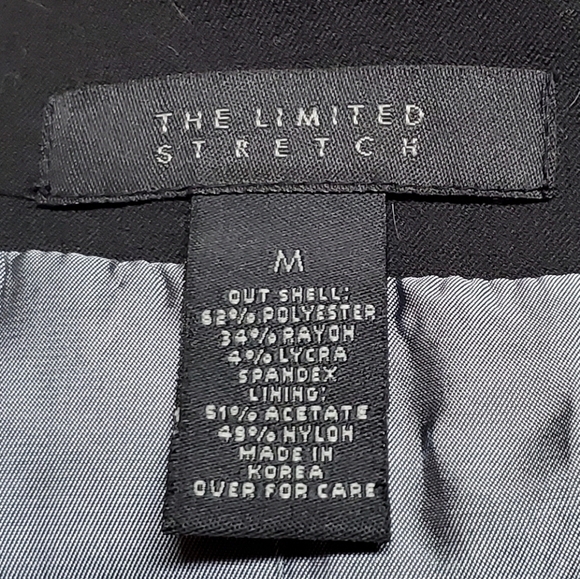 THE LIMITED
STRETCH
M
OUT SHELL:
62% POLYESTER
34% RAYON
4% LYCRA
SPANDEX
LINING:
51% ACETATE
49% NYLON
MADE IN
KOREA
OVER FOR CARE